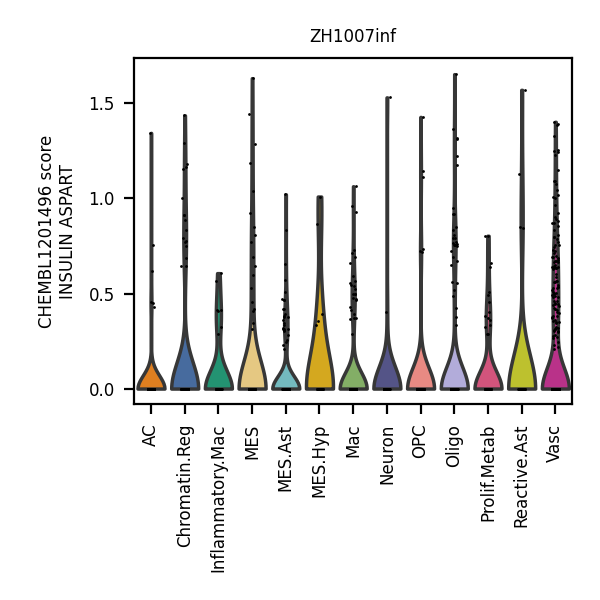 ZH1007inf
CHEMBL1201496 score
INSULIN ASPART
1.5
1.0
0.5
0.0
AC
Chromatin.Reg
Inflammatory.Mac
MES
MES.Ast
MES.Hyp
Mac
Neuron
OPC
Oligo
Prolif.Metab
Reactive.Ast
Vasc